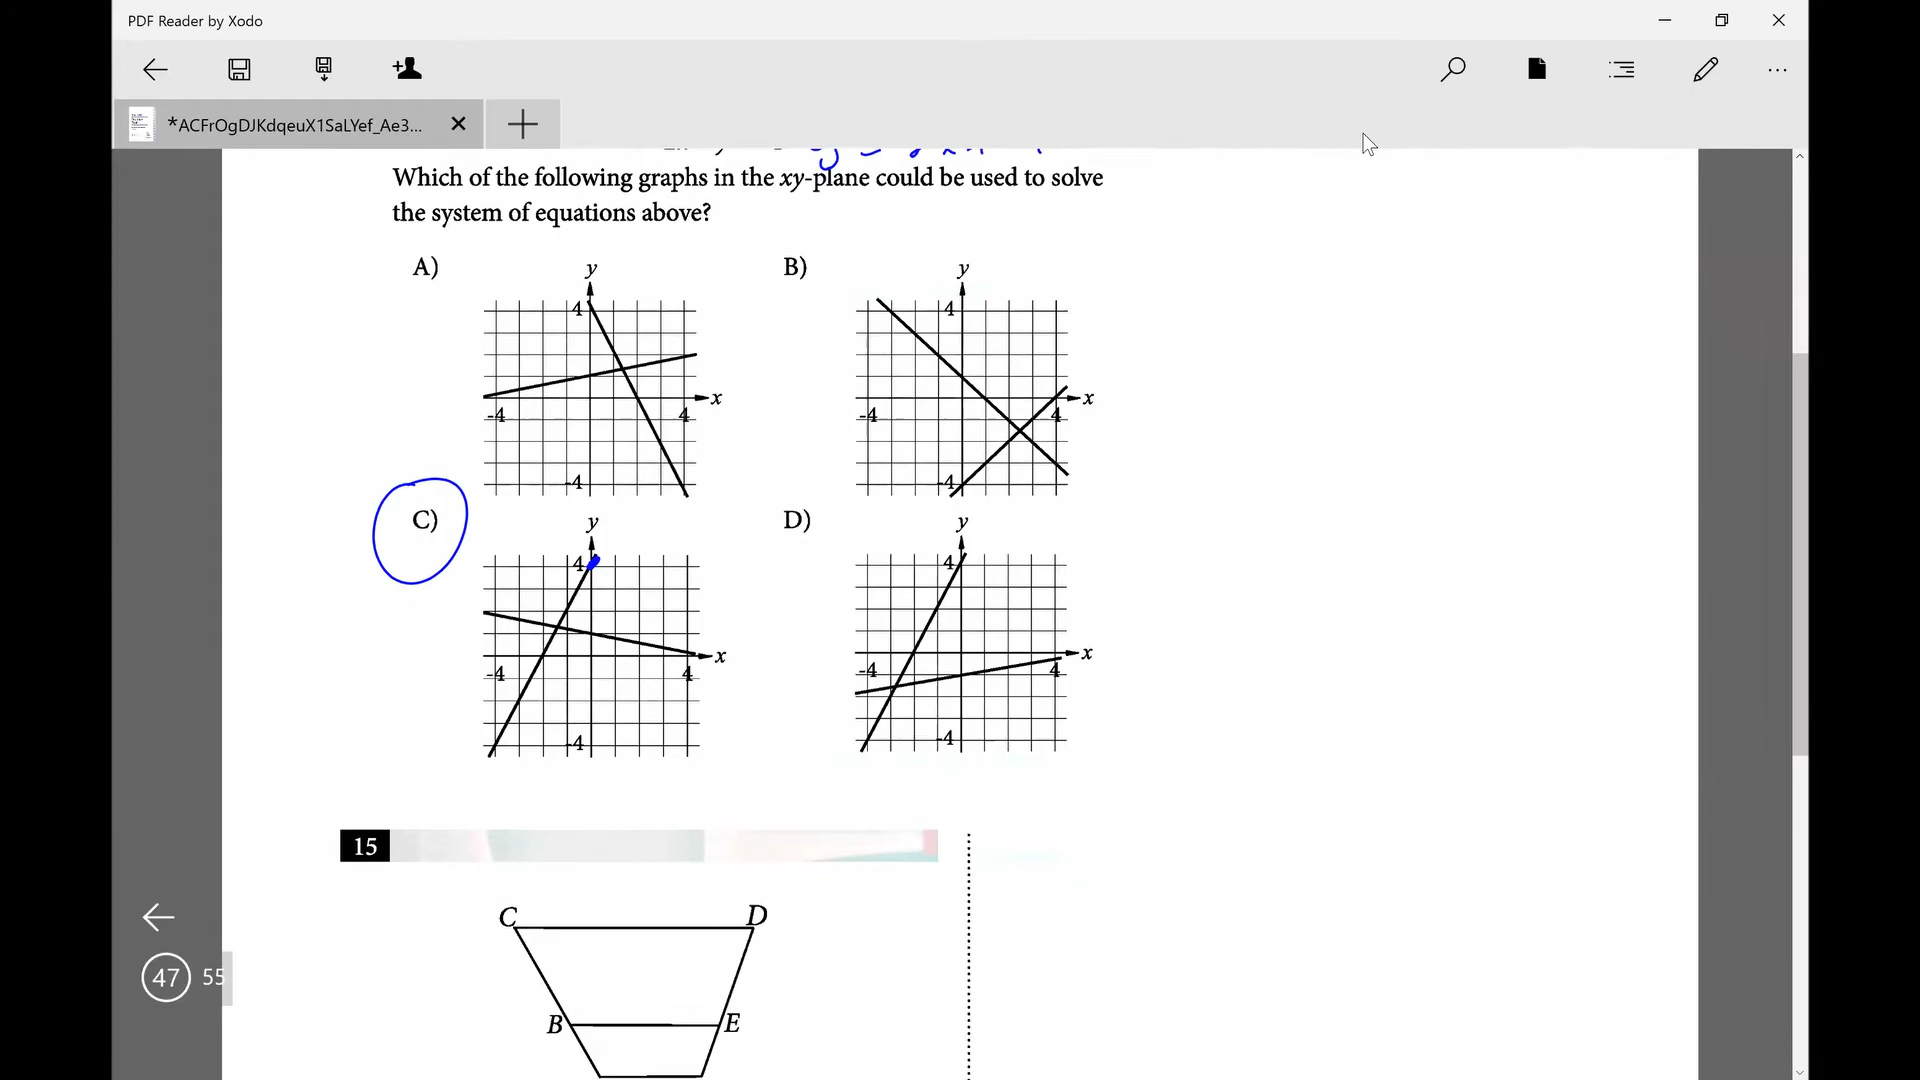 PDF Reader by Xodo
*ACFrOgDJKdqeuX1SaLYef_Ae3...
Which of the following graphs in the xy-plane could be used to solve
the system of equations above?
A)
y
4
-4
4
x
-4
B)
y
4
-4
4
x
-4
C)
y
4
-4
4
x
-4
D)
y
4
-4
4
x
-4
15
C
D
B
E
47
55